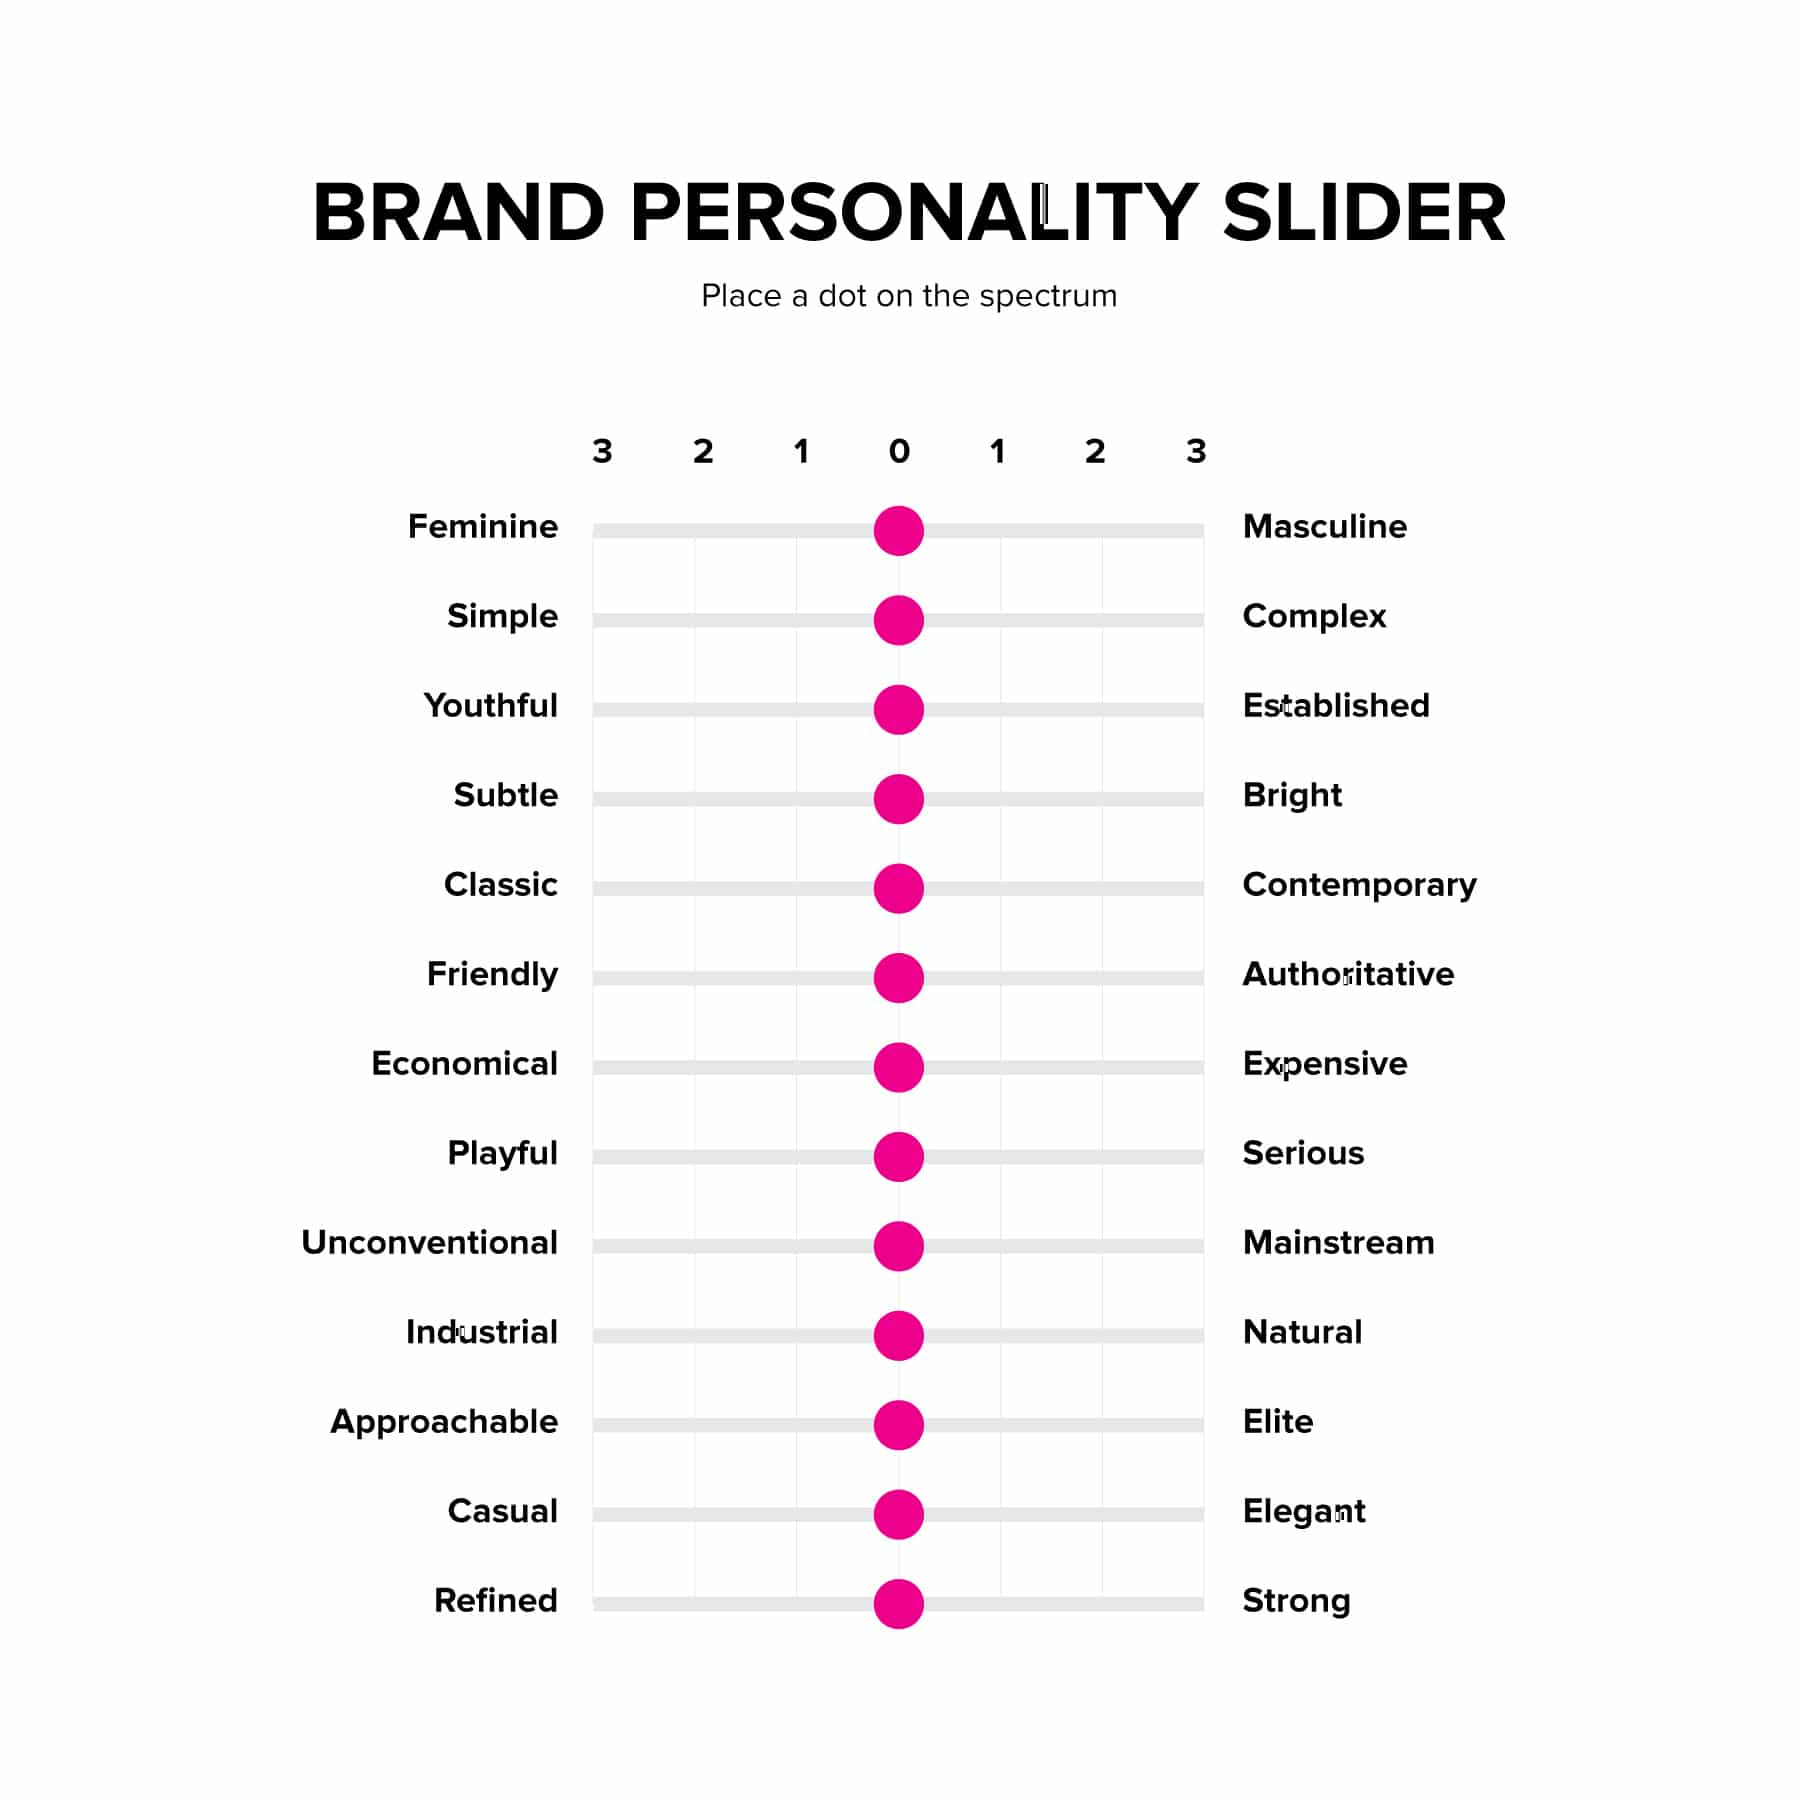 BRAND PERSONALITY SLIDER
Place a dot on the spectrum
3 2 1 0 1 2 3
Feminine Masculine
Simple Complex
Youthful Established
Subtle Bright
Classic Contemporary
Friendly Authoritative
Economical Expensive
Playful Serious
Unconventional Mainstream
Industrial Natural
Approachable Elite
Casual Elegant
Refined Strong